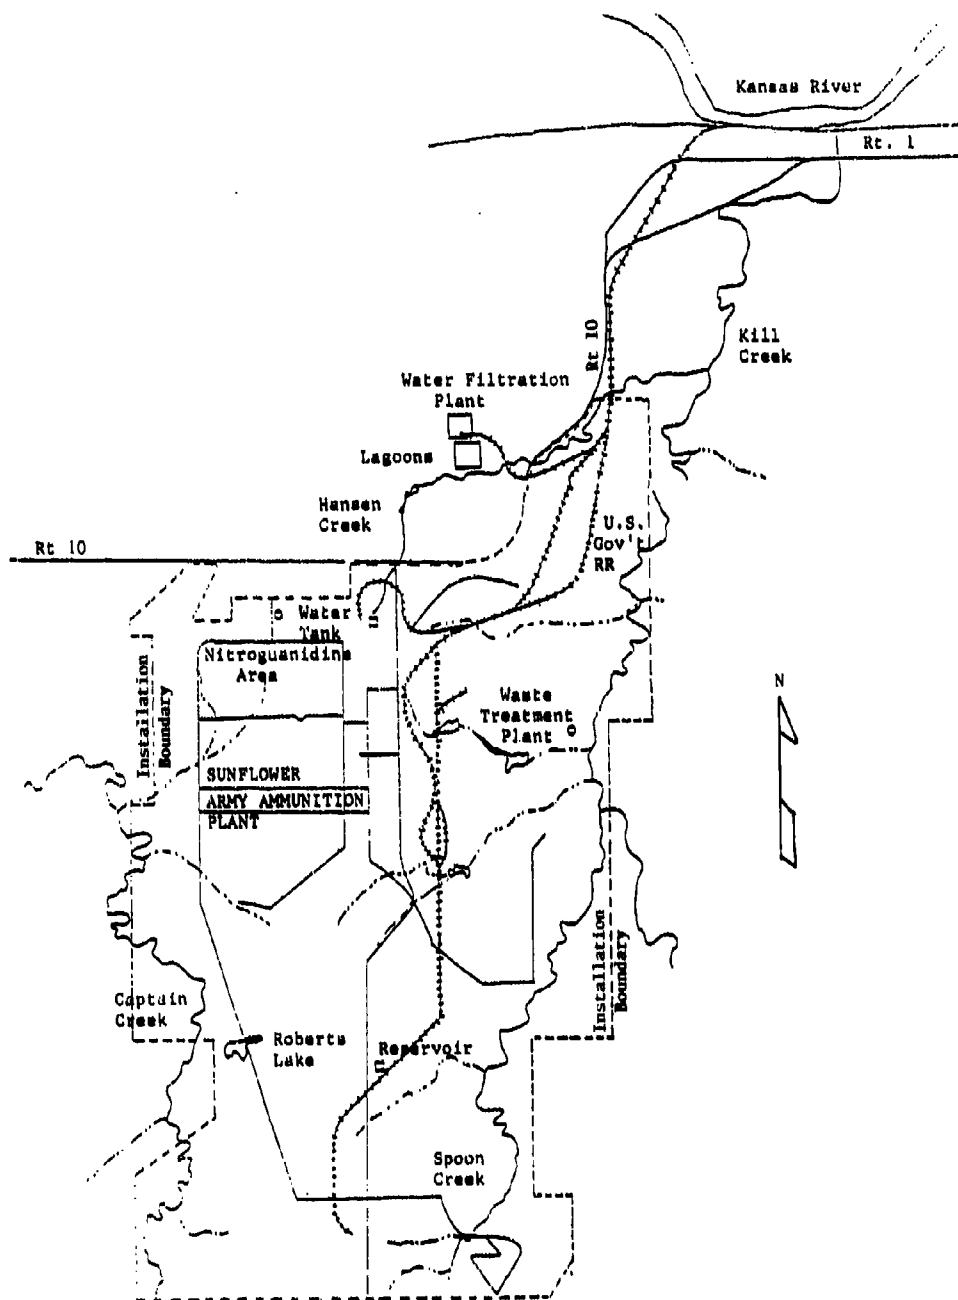 Kansas River
Rt. 1
Rt 10
Kill
Creek
Water Filtration
Plant
Lagoons
Hansen
Creek
U.S.
Gov't
RR
Rt 10
Water
Tank
Nitroguanidine
Area
Installation
Boundary
Waste
Treatment
Plant
N
SUNFLOWER
ARMY AMMUNITION
PLANT
Installation
Boundary
Captain
Creek
Roberts
Lake
Reservoir
Spoon
Creek